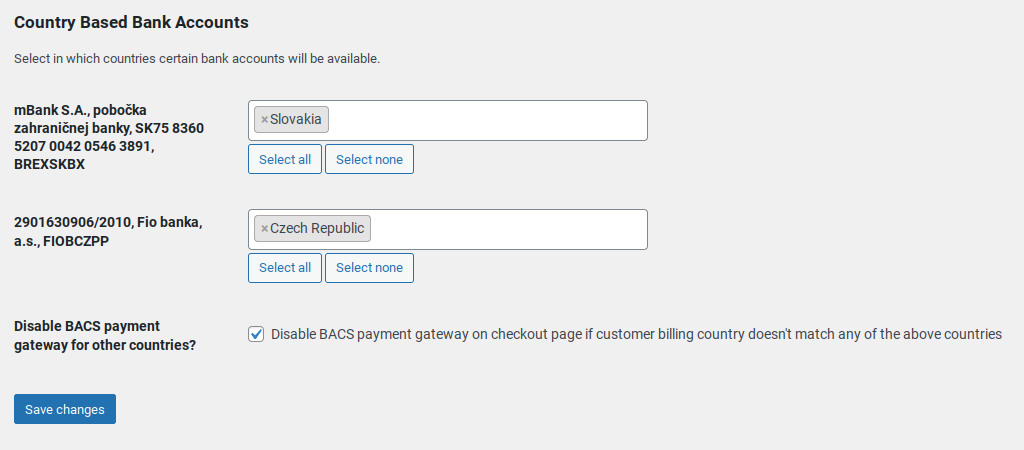 Country Based Bank Accounts
Select in which countries certain bank accounts will be available.
mBank S.A., pobočka
zahraničnej banky, SK75 8360
5207 0042 0546 3891,
BREXSKBX
×Slovakia
Select all
Select none
2901630906/2010, Fio banka,
a.s., FIOBCZPP
×Czech Republic
Select all
Select none
Disable BACS payment
gateway for other countries?
Disable BACS payment gateway on checkout page if customer billing country doesn't match any of the above countries
Save changes